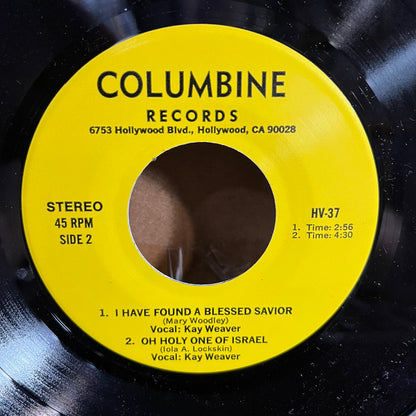 COLUMBINE
RECORDS
6753 Hollywood Blvd., Hollywood, CA 90028
STEREO
45 RPM
SIDE 2
HV-37
1. Time: 2:56
2. Time: 4:30
1. I HAVE FOUND A BLESSED SAVIOR
(Mary Woodley)
Vocal: Kay Weaver
2. OH HOLY ONE OF ISRAEL
(Iola A. Lockskin)
Vocal: Kay Weaver